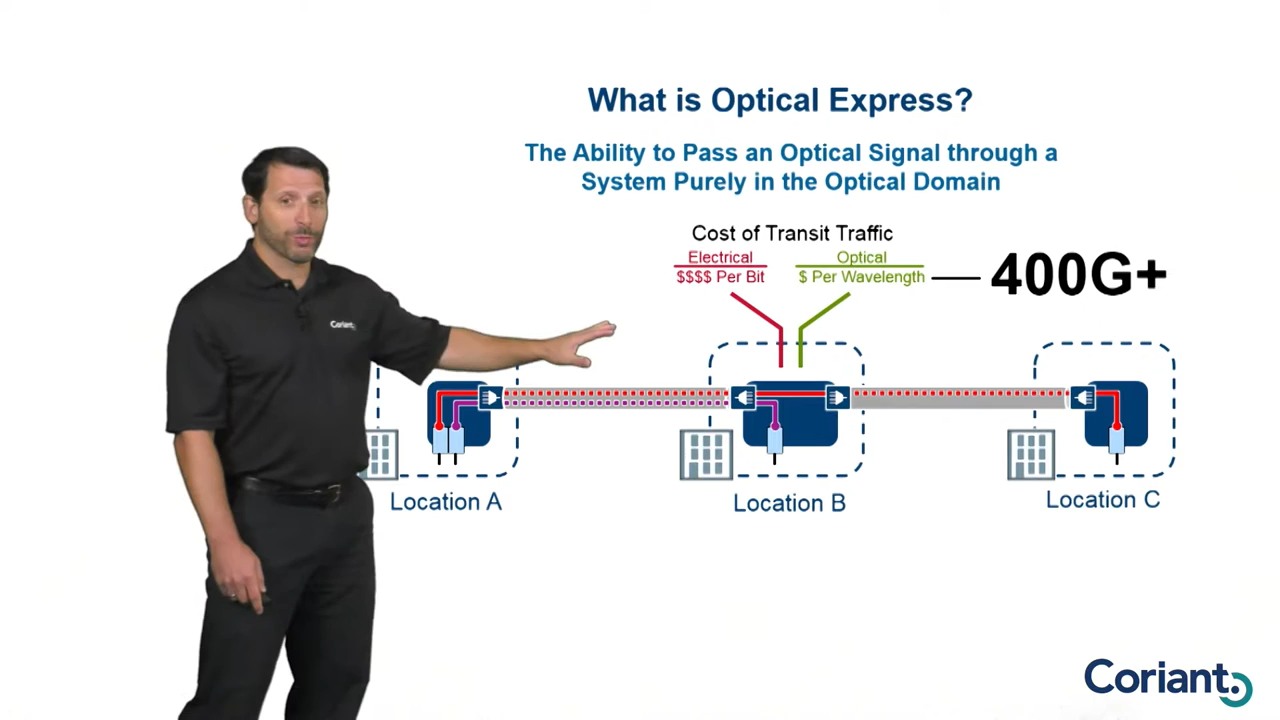 What is Optical Express?
The Ability to Pass an Optical Signal through a
System Purely in the Optical Domain
Cost of Transit Traffic
Electrical
$$$$ Per Bit
Optical
$ Per Wavelength
400G+
Coriant.
Location A
Location B
Location C
Coriant.